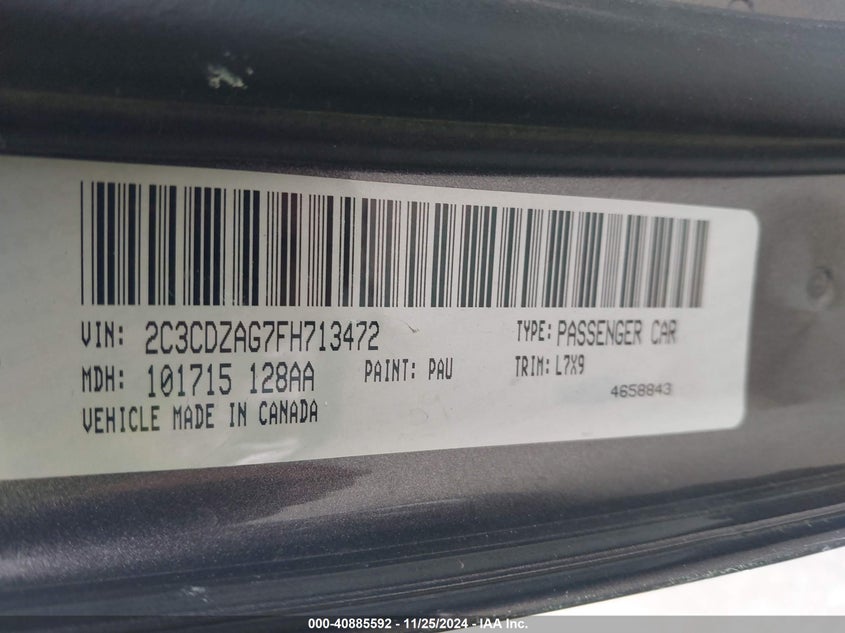 VIN: 2C3CDZAG7FH713472 TYPE: PASSENGER CAR
MDH: 101715 128AA PAINT: PAU TRIM: L7X9
4658843
VEHICLE MADE IN CANADA
000-40885592 - 11/25/2024 - IAA Inc.